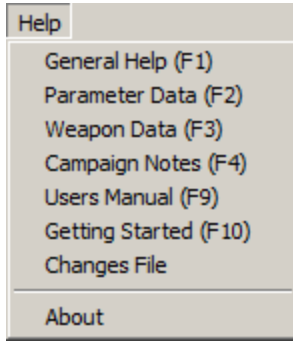 Help
General Help (F1)
Parameter Data (F2)
Weapon Data (F3)
Campaign Notes (F4)
Users Manual (F9)
Getting Started (F10)
Changes File
About